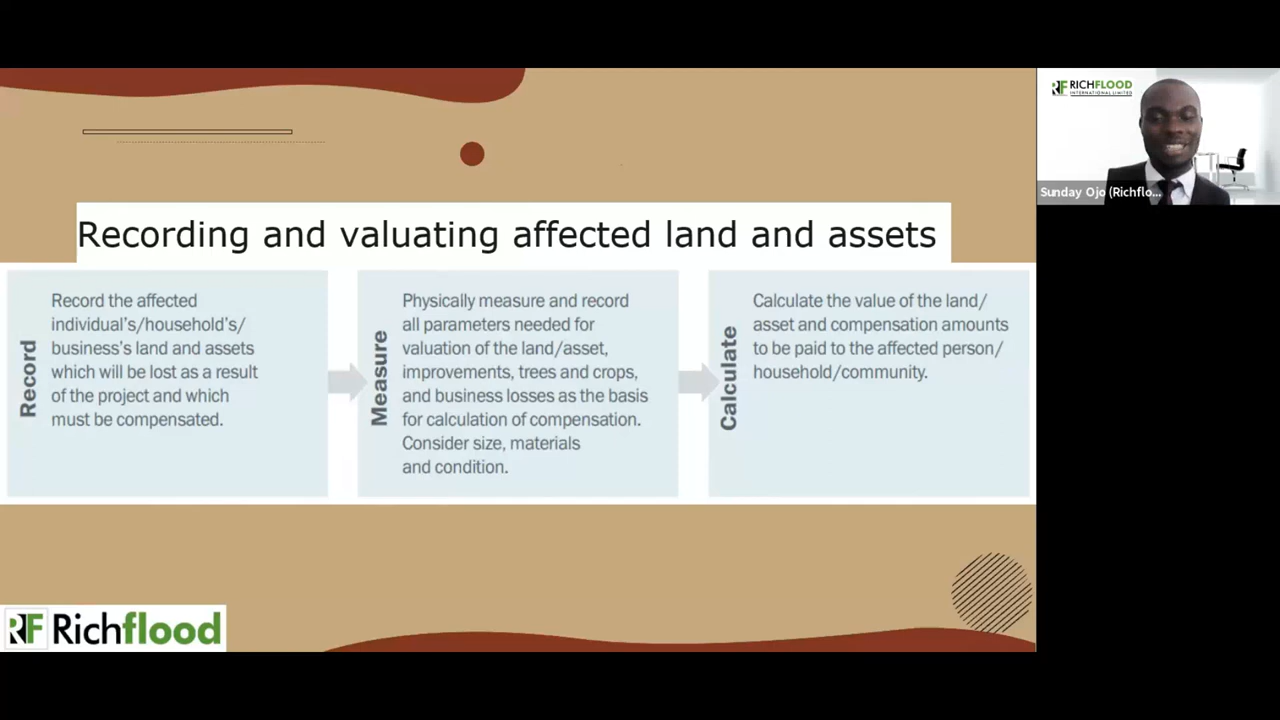 Recording and valuating affected land and assets
Record
Record the affected
individual's/household's/
business's land and assets
which will be lost as a result
of the project and which
must be compensated.
Measure
Physically measure and record
all parameters needed for
valuation of the land/asset,
improvements, trees and crops,
and business losses as the basis
for calculation of compensation.
Consider size, materials
and condition.
Calculate
Calculate the value of the land/
asset and compensation amounts
to be paid to the affected person/
household/community.
RF Richflood
RF RICHFLOOD
INTERNATIONAL LIMITED
Sunday Ojo (Richflo...